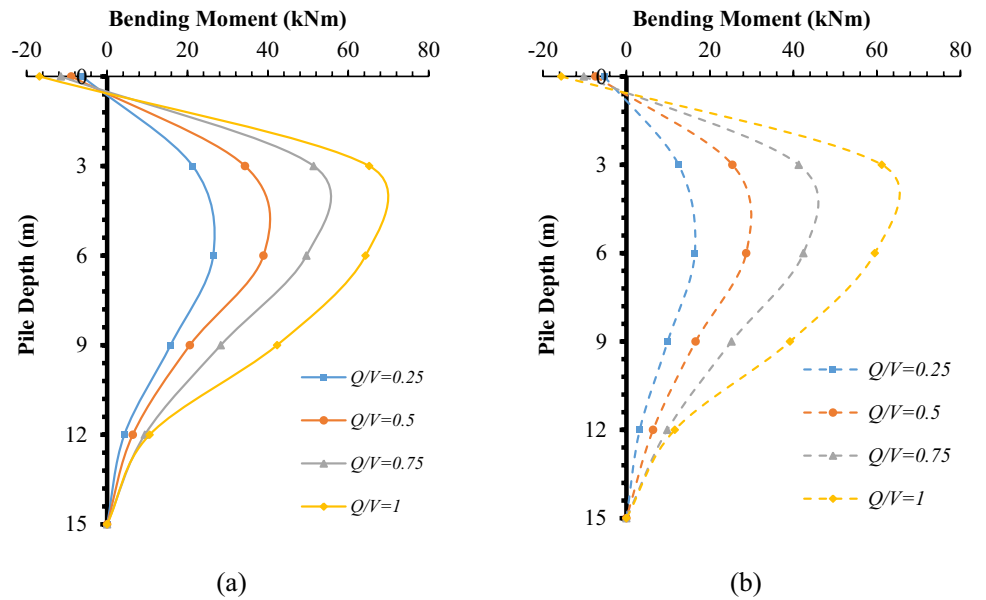 Bending Moment (kNm)
-20 0 20 40 60 80
Pile Depth (m)
0
3
6
9
12
15
Q/V=0.25
Q/V=0.5
Q/V=0.75
Q/V=1
(a)
Bending Moment (kNm)
-20 0 20 40 60 80
Pile Depth (m)
0
3
6
9
12
15
Q/V=0.25
Q/V=0.5
Q/V=0.75
Q/V=1
(b)